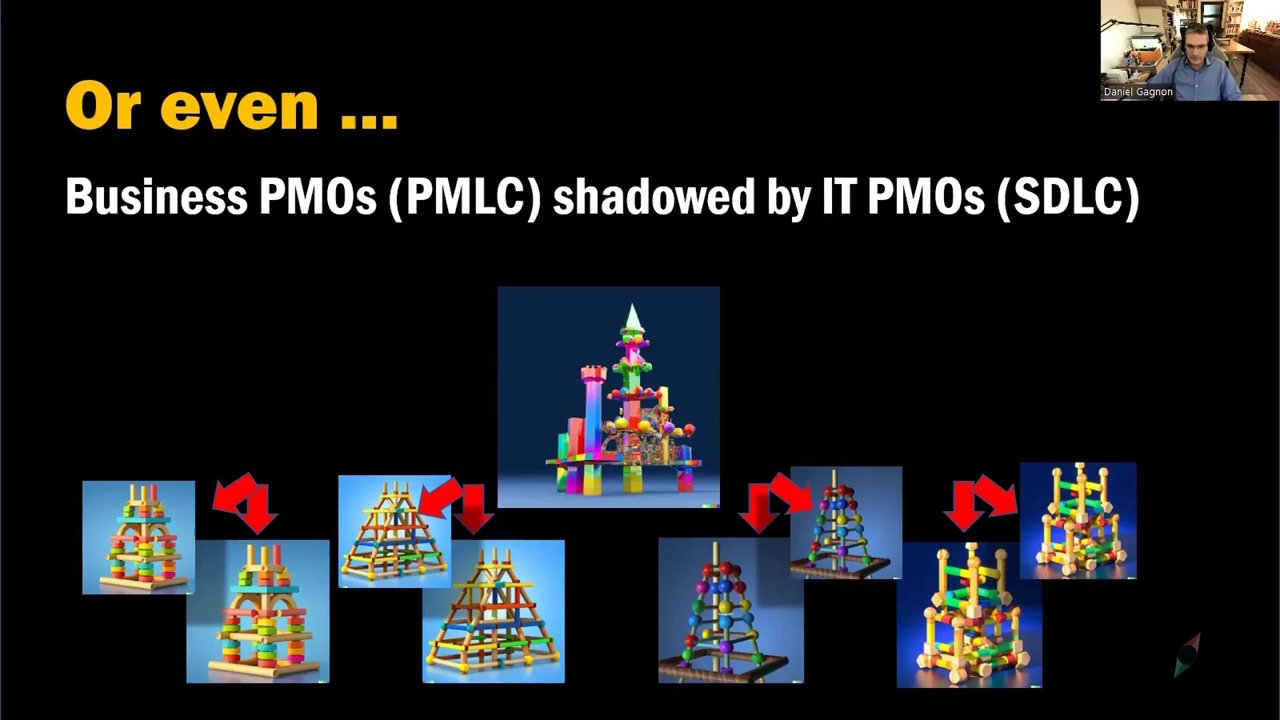 Daniel Gagnon
Or even ...
Business PMOs (PMLC) shadowed by IT PMOs (SDLC)